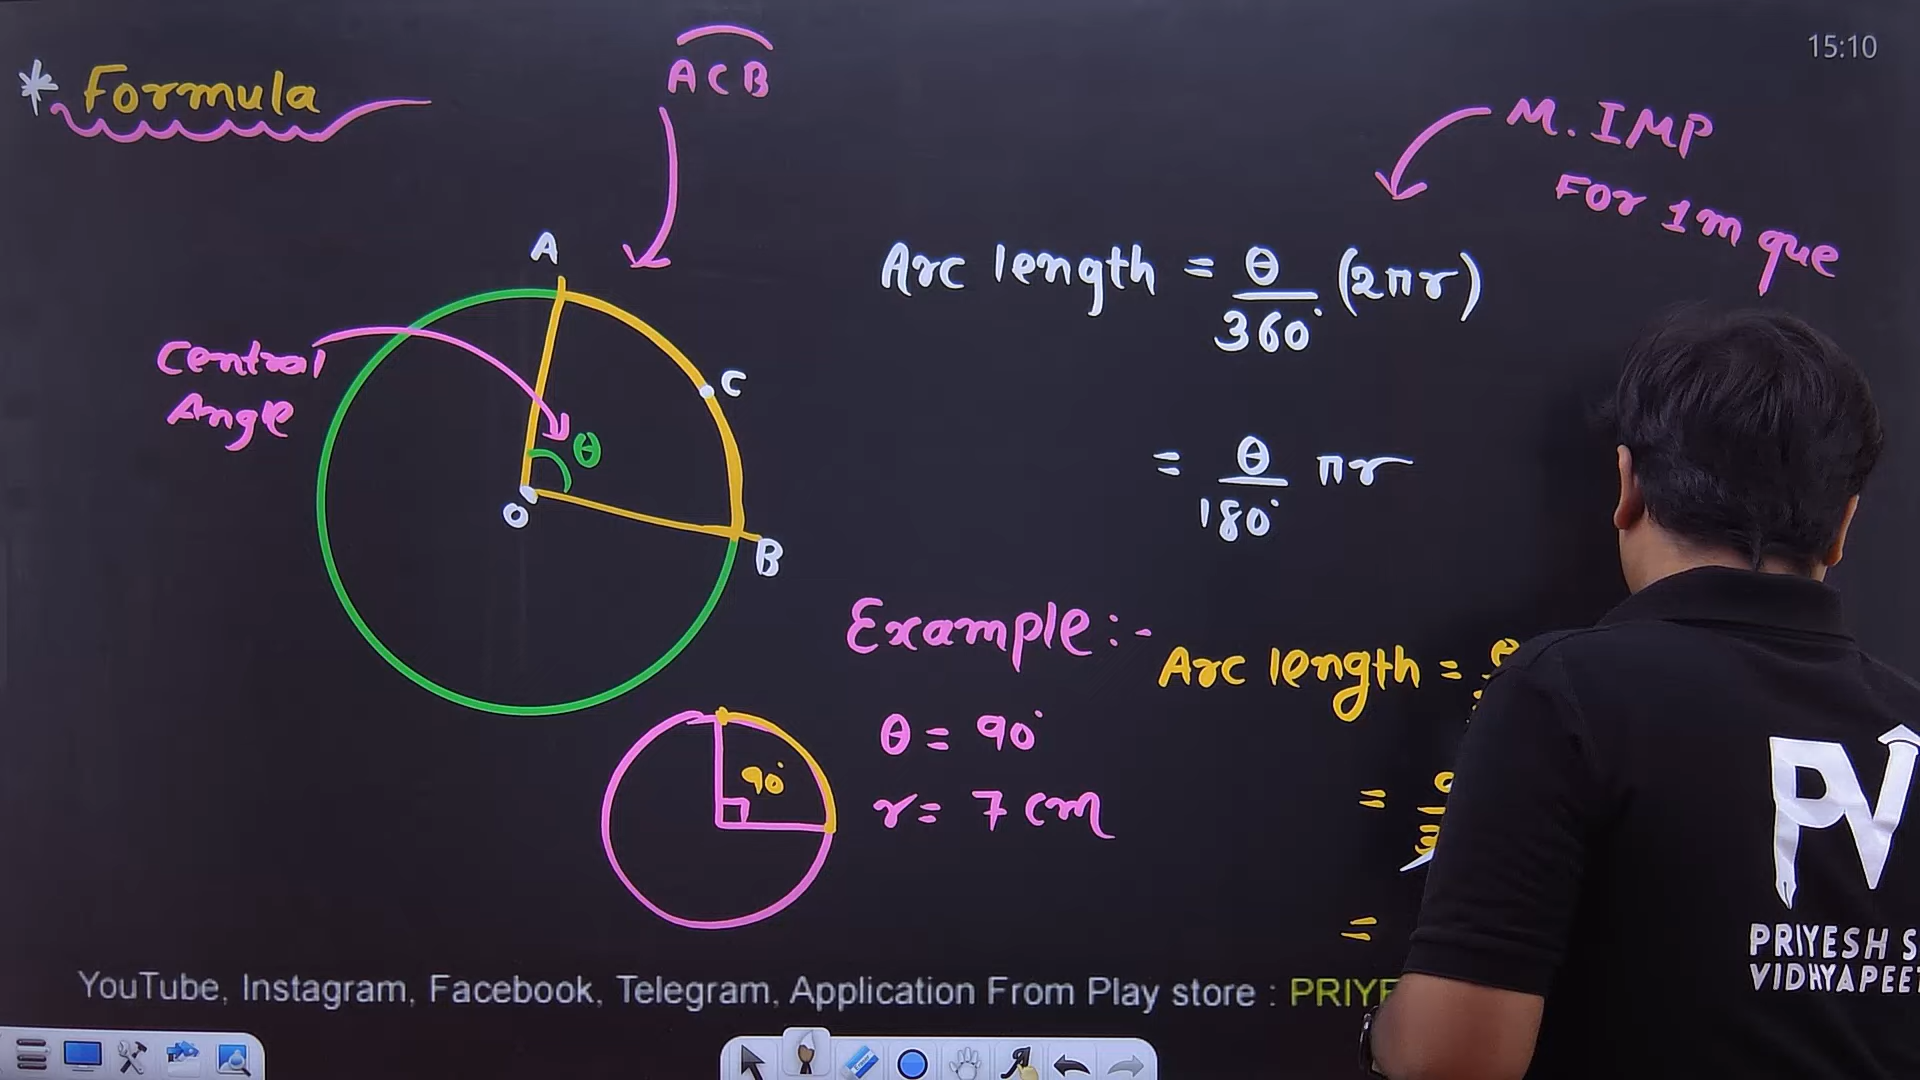 15:10
* Formula
ACB
M. IMP
For 1m que
A
Arc length = θ/360° (2πr)
Central
Angle
C
θ
= θ/180° πr
O
B
Example:-
Arc length =
θ = 90°
90°
r = 7 cm
=
=
PV
PRIYESH S
VIDHYAPEET
YouTube, Instagram, Facebook, Telegram, Application From Play store : PRIYE